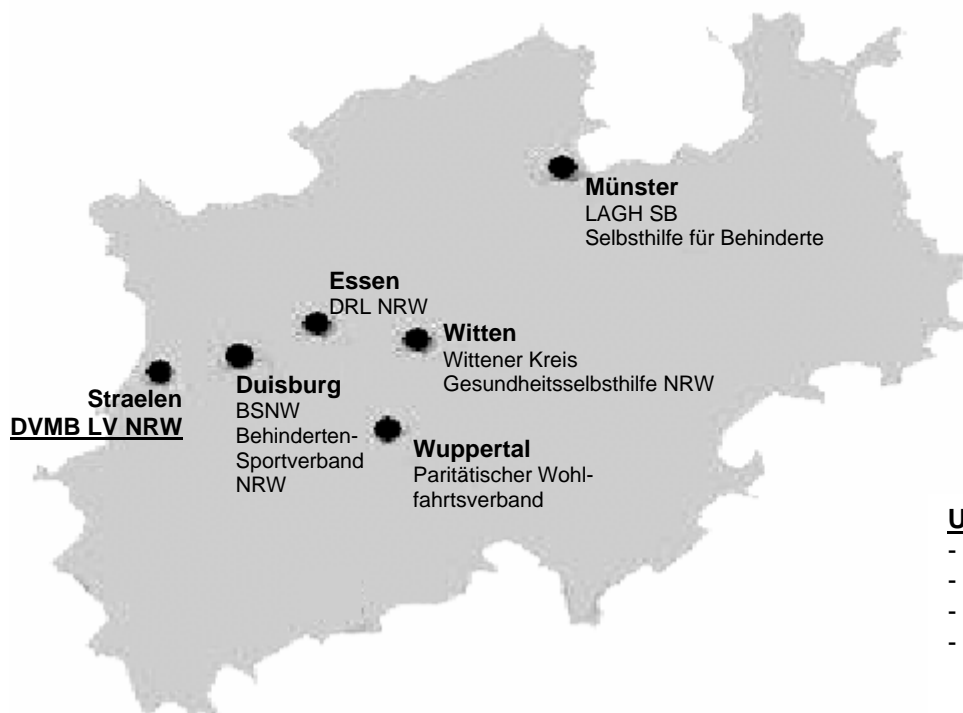 Münster
LAGH SB
Selbsthilfe für Behinderte
Essen
DRL NRW
Witten
Wittener Kreis
Gesundheitsselbsthilfe NRW
Straelen
DVMB LV NRW
Duisburg
BSNW
Behinderten-
Sportverband
NRW
Wuppertal
Paritätischer Wohl-
fahrtsverband
U
-
-
-
-